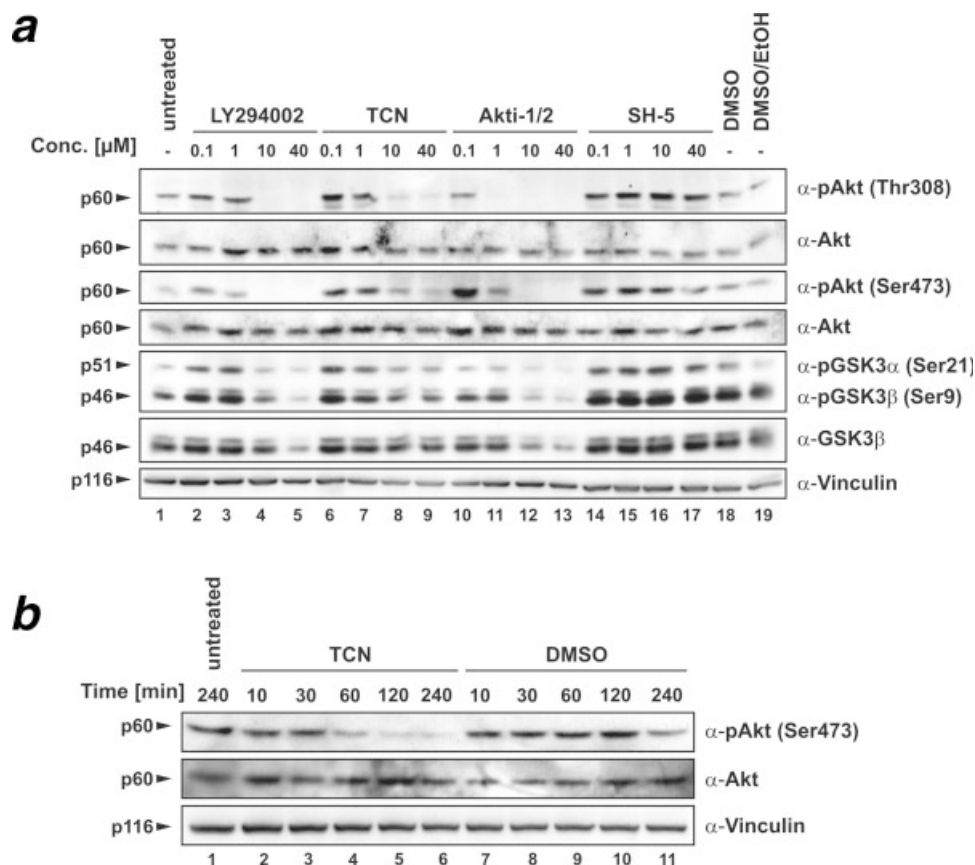 a
untreated LY294002 TCN Akti-1/2 SH-5 DMSO DMSO/EtOH
Conc. [µM] - 0.1 1 10 40 0.1 1 10 40 0.1 1 10 40 0.1 1 10 40 - -
p60 α-pAkt (Thr308)
p60 α-Akt
p60 α-pAkt (Ser473)
p60 α-Akt
p51 α-pGSK3α (Ser21)
p46 α-pGSK3β (Ser9)
p46 α-GSK3β
p116 α-Vinculin
1 2 3 4 5 6 7 8 9 10 11 12 13 14 15 16 17 18 19
b
untreated TCN DMSO
Time [min] 240 10 30 60 120 240 10 30 60 120 240
p60 α-pAkt (Ser473)
p60 α-Akt
p116 α-Vinculin
1 2 3 4 5 6 7 8 9 10 11